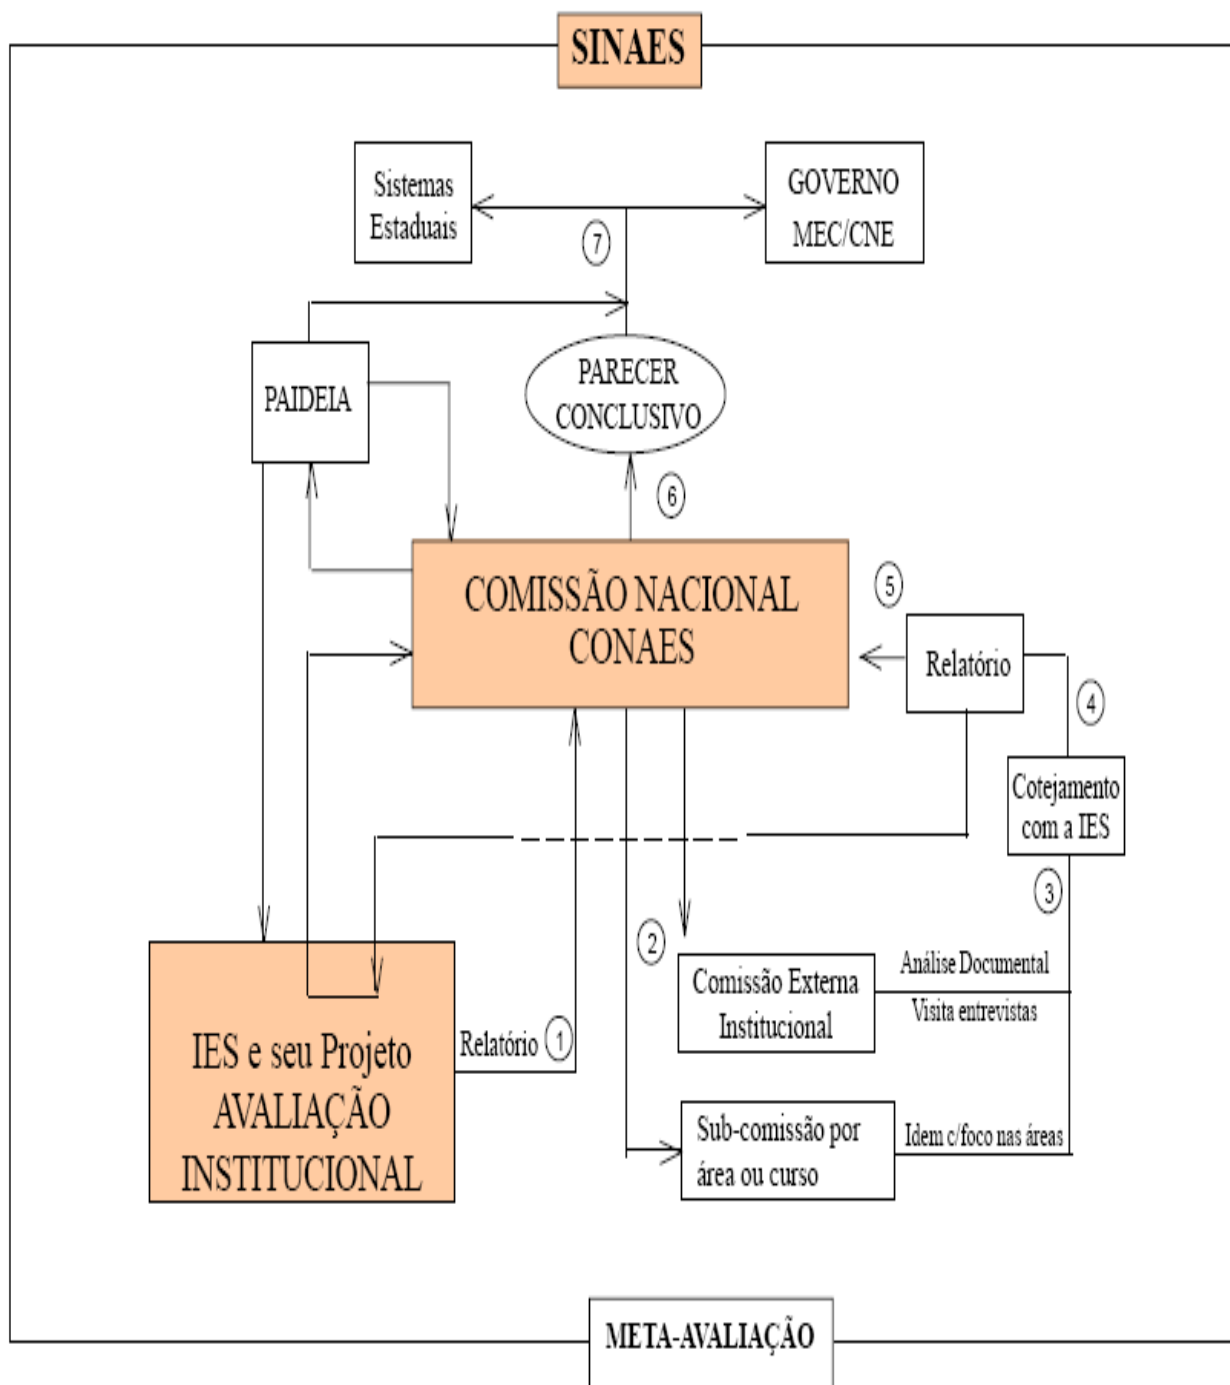 SINAES
Sistemas
Estaduais
GOVERNO
MEC/CNE
7
PAIDEIA
PARECER
CONCLUSIVO
6
COMISSÃO NACIONAL
CONAES
5
Relatório
4
Cotejamento
com a IES
3
2
Comissão Externa
Institucional
Análise Documental
Visita entrevistas
IES e seu Projeto
AVALIAÇÃO
INSTITUCIONAL
Relatório 1
Sub-comissão por
área ou curso
Idem c/foco nas áreas
META-AVALIAÇÃO